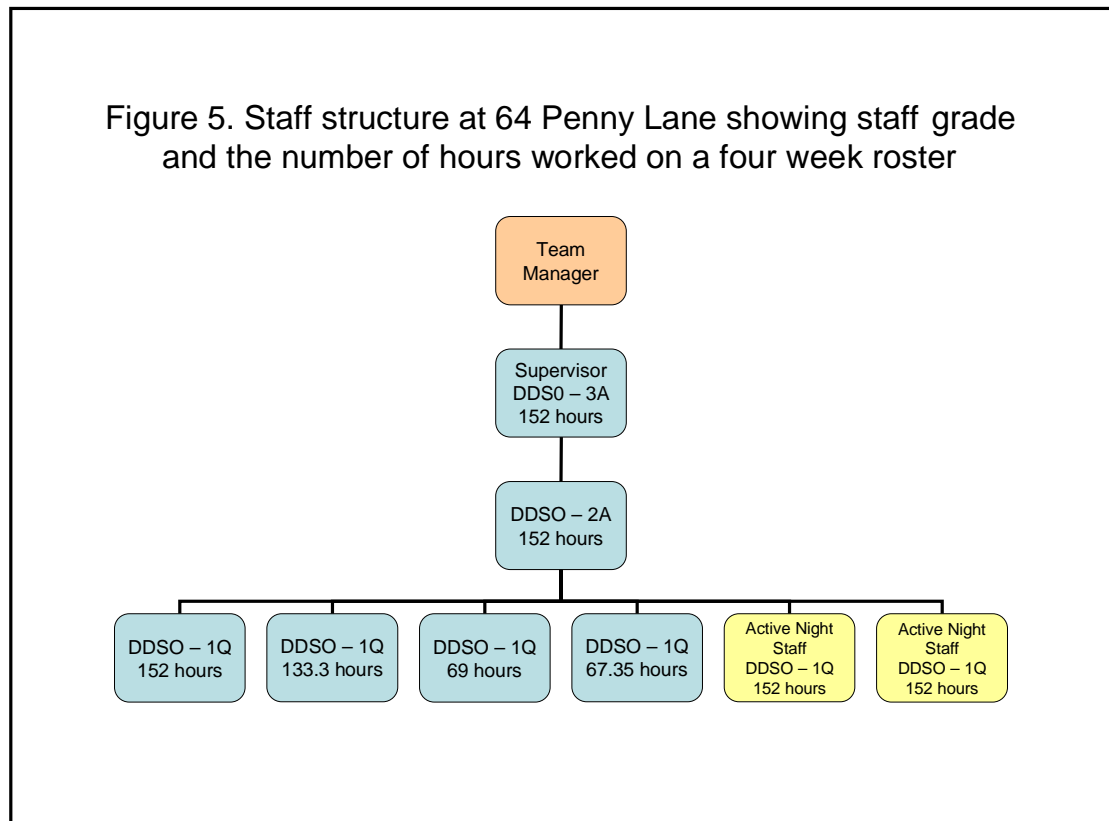 Figure 5. Staff structure at 64 Penny Lane showing staff grade
and the number of hours worked on a four week roster
Team
Manager
Supervisor
DDS0 – 3A
152 hours
DDSO – 2A
152 hours
DDSO – 1Q
152 hours
DDSO – 1Q
133.3 hours
DDSO – 1Q
69 hours
DDSO – 1Q
67.35 hours
Active Night
Staff
DDSO – 1Q
152 hours
Active Night
Staff
DDSO – 1Q
152 hours